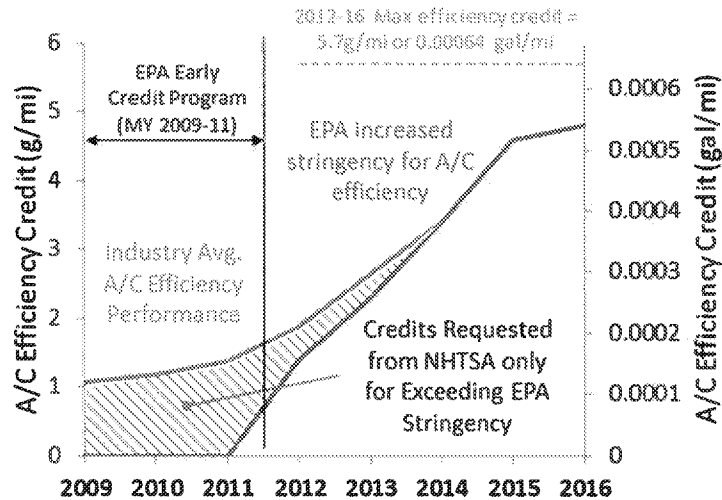 2012-16 Max efficiency credit =
5.7g/mi or 0.00064 gal/mi
EPA Early
Credit Program
(MY 2009-11)
EPA increased
stringency for A/C
efficiency
Industry Avg.
A/C Efficiency
Performance
Credits Requested
from NHTSA only
for Exceeding EPA
Stringency
A/C Efficiency Credit (g/mi)
6
5
4
3
2
1
0
A/C Efficiency Credit (gal/mi)
0.0006
0.0005
0.0004
0.0003
0.0002
0.0001
0
2009 2010 2011 2012 2013 2014 2015 2016